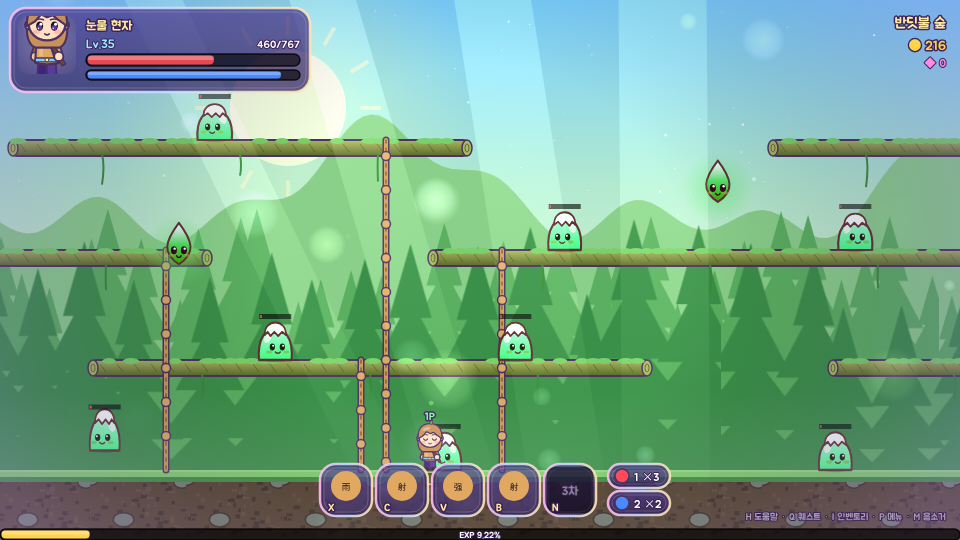 눈물 현자
Lv.35
460/767
반딧불 숲
216
0
1P
雨
X
射
C
强
V
射
B
3차
N
1 ×3
2 ×2
H 도움말 · Q 퀘스트 · I 인벤토리 · P 메뉴 · M 음소거
EXP 9.22%